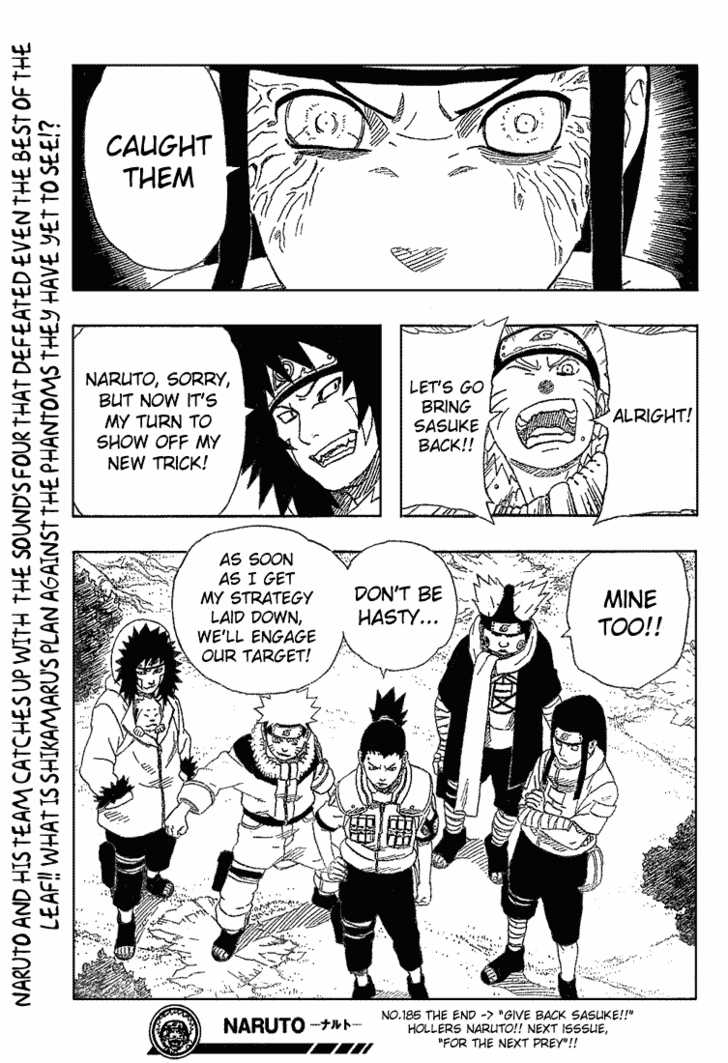 CAUGHT
THEM
ALRIGHT!
LET'S GO
BRING
SASUKE
BACK!!
NARUTO, SORRY,
BUT NOW IT'S
MY TURN TO
SHOW OFF MY
NEW TRICK!
MINE
TOO!!
DON'T BE
HASTY...
AS SOON
AS I GET
MY STRATEGY
LAID DOWN,
WE'LL ENGAGE
OUR TARGET!
NARUTO AND HIS TEAM CATCHES UP WITH THE SOUND'S FOUR THAT DEFEATED EVEN THE BEST OF THE
LEAF!! WHAT IS SHIKAMARUS PLAN AGAINST THE PHANTOMS THEY HAVE YET TO SEE!?
NARUTO —ナルト—
NO.185 THE END -> "GIVE BACK SASUKE!!"
HOLLERS NARUTO!! NEXT ISSSUE,
"FOR THE NEXT PREY"!!